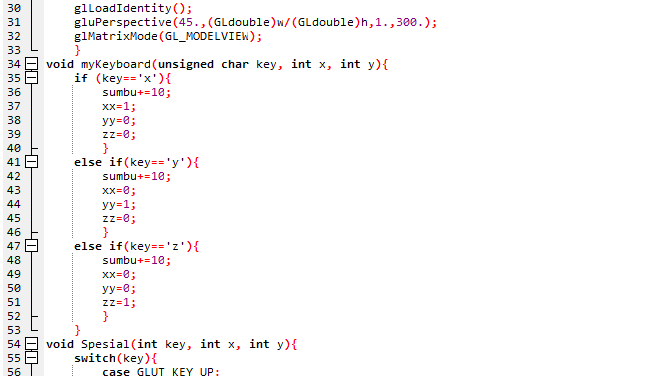 30 glLoadIdentity();
31 gluPerspective(45.,(GLdouble)w/(GLdouble)h,1.,300.);
32 glMatrixMode(GL_MODELVIEW);
33 }
34 void myKeyboard(unsigned char key, int x, int y){
35 if (key=='x'){
36 sumbu+=10;
37 xx=1;
38 yy=0;
39 zz=0;
40 }
41 else if(key=='y'){
42 sumbu+=10;
43 xx=0;
44 yy=1;
45 zz=0;
46 }
47 else if(key=='z'){
48 sumbu+=10;
49 xx=0;
50 yy=0;
51 zz=1;
52 }
53 }
54 void Spesial(int key, int x, int y){
55 switch(key){
56 case GLUT_KEY_UP: